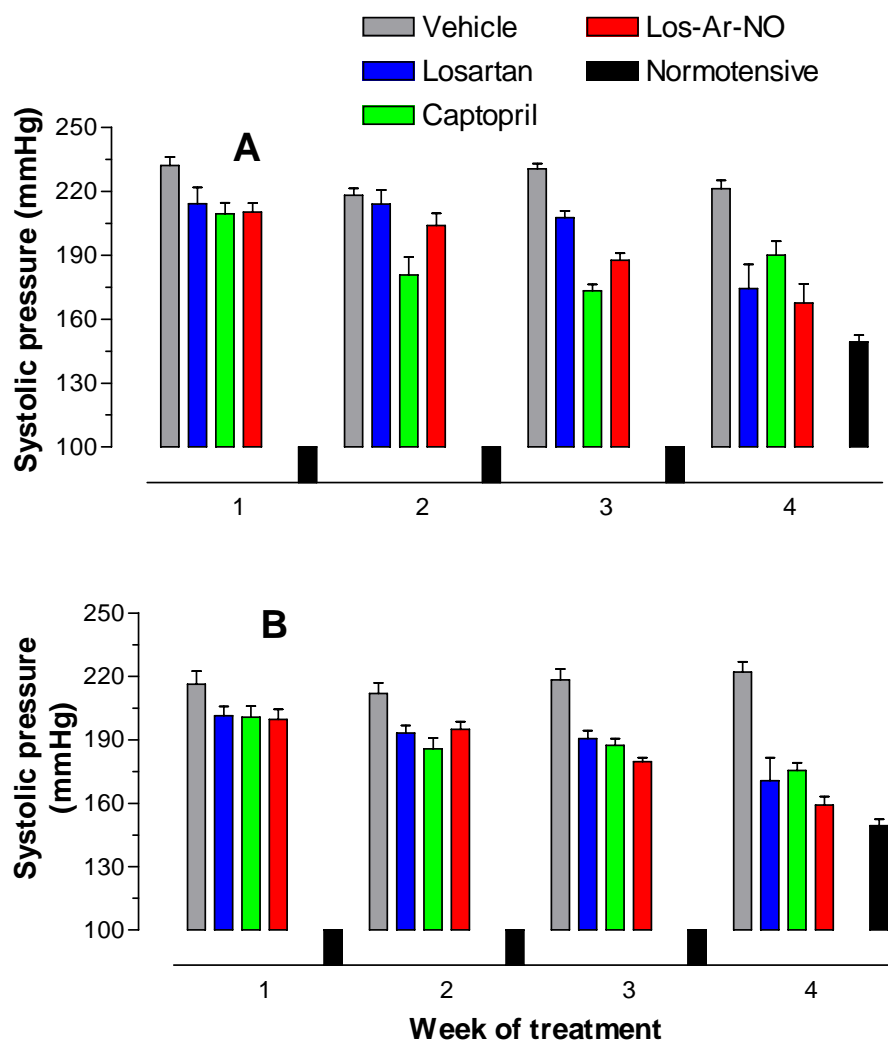 Vehicle Los-Ar-NO
Losartan Normotensive
Captopril
A
Systolic pressure (mmHg)
250
220
190
160
130
100
1 2 3 4
B
Systolic pressure
(mmHg)
250
220
190
160
130
100
1 2 3 4
Week of treatment